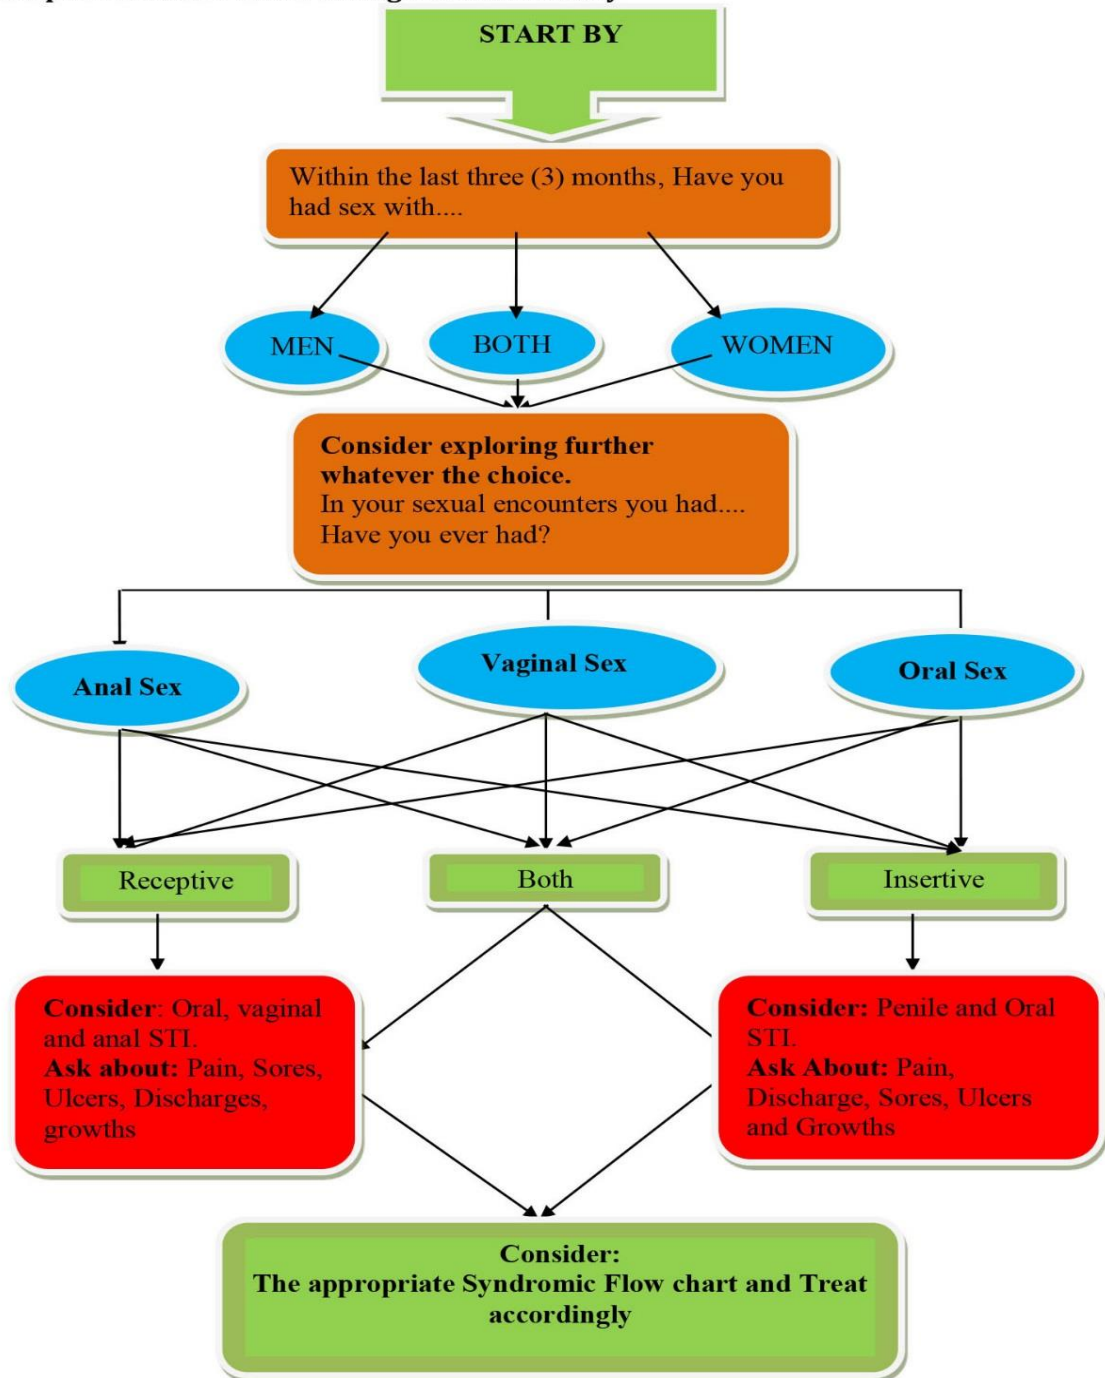 START BY
Within the last three (3) months, Have you
had sex with....
MEN
BOTH
WOMEN
Consider exploring further
whatever the choice.
In your sexual encounters you had....
Have you ever had?
Anal Sex
Vaginal Sex
Oral Sex
Receptive
Both
Insertive
Consider: Oral, vaginal
and anal STI.
Ask about: Pain, Sores,
Ulcers, Discharges,
growths
Consider: Penile and Oral
STI.
Ask About: Pain,
Discharge, Sores, Ulcers
and Growths
Consider:
The appropriate Syndromic Flow chart and Treat
accordingly